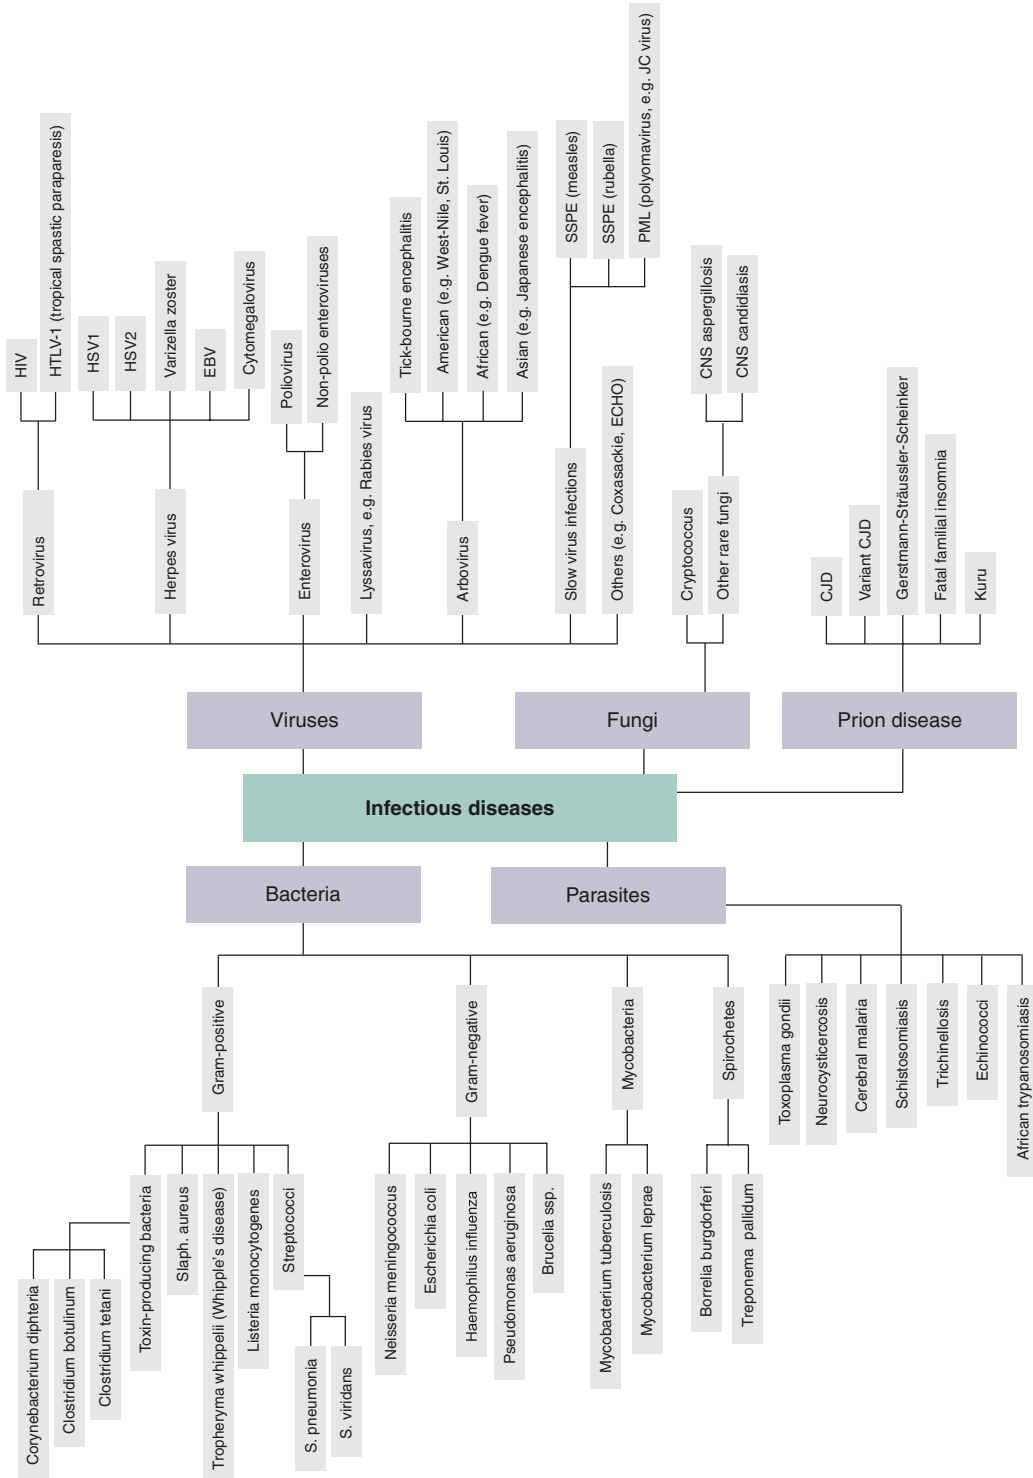 HIV
HTLV-1 (tropical spastic paraparesis)
HSV1
HSV2
Varizella zoster
EBV
Cytomegalovirus
Poliovirus
Non-polio enteroviruses
Tick-bourne encephalitis
American (e.g. West-Nile, St. Louis)
African (e.g. Dengue fever)
Asian (e.g. Japanese encephalitis)
SSPE (measles)
SSPE (rubella)
PML (polyomavirus, e.g. JC virus)
CNS aspergillosis
CNS candidiasis
Retrovirus
Herpes virus
Enterovirus
Lyssavirus, e.g. Rabies virus
Arbovirus
Slow virus infections
Others (e.g. Coxasackie, ECHO)
Cryptococcus
Other rare fungi
CJD
Variant CJD
Gerstmann-Sträussler-Scheinker
Fatal familial insomnia
Kuru
Viruses
Fungi
Prion disease
Infectious diseases
Bacteria
Parasites
Gram-positive
Gram-negative
Mycobacteria
Spirochetes
Toxoplasma gondii
Neurocysticercosis
Cerebral malaria
Schistosomiasis
Trichinellosis
Echinococci
African trypanosomiasis
Toxin-producing bacteria
Slaph. aureus
Tropheryma whippelii (Whipple's disease)
Listeria monocytogenes
Streptococci
Neisseria meningococcus
Escherichia coli
Haemophilus influenza
Pseudomonas aeruginosa
Brucelia ssp.
Mycobacterium tuberculosis
Mycobacterium leprae
Borrelia burgdorferi
Treponema pallidum
Corynebacterium diphteria
Clostridium botulinum
Clostridium tetani
S. pneumonia
S. viridans